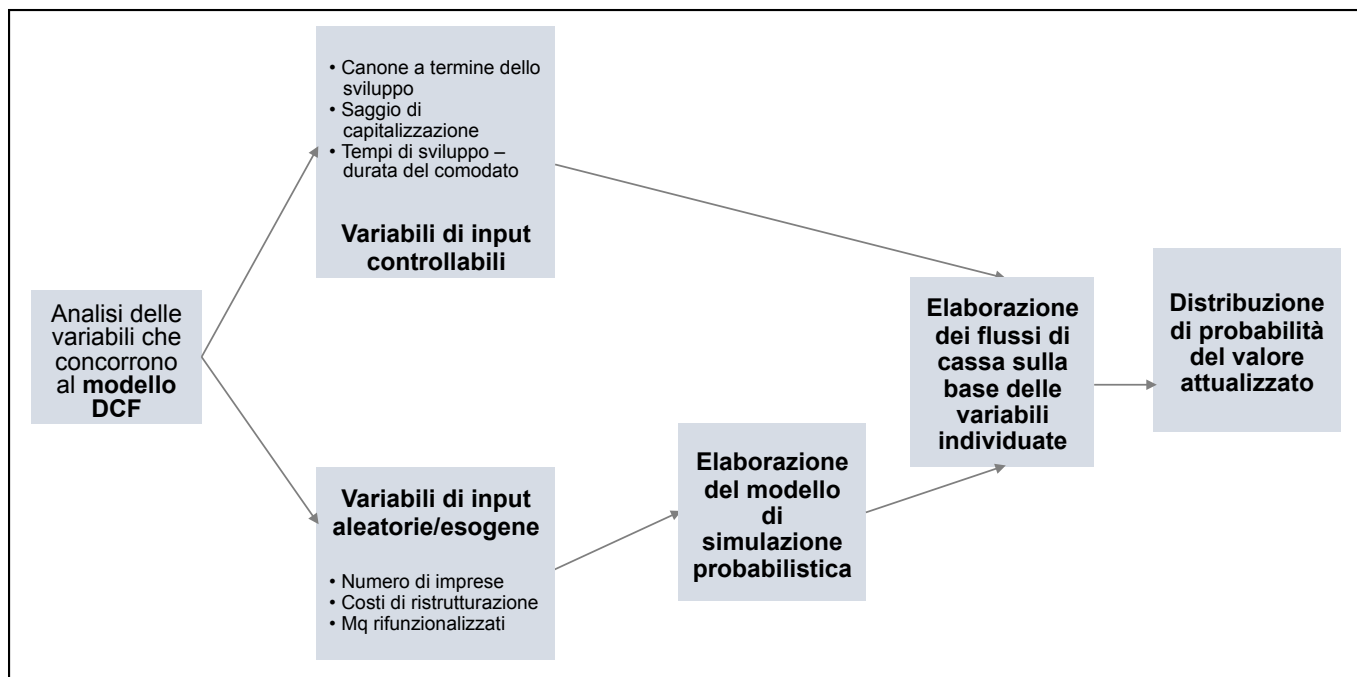 Analisi delle
variabili che
concorrono
al modello
DCF
• Canone a termine dello
sviluppo
• Saggio di
capitalizzazione
• Tempi di sviluppo –
durata del comodato
Variabili di input
controllabili
Variabili di input
aleatorie/esogene
• Numero di imprese
• Costi di ristrutturazione
• Mq rifunzionalizzati
Elaborazione
del modello
di
simulazione
probabilistica
Elaborazione
dei flussi di
cassa sulla
base delle
variabili
individuate
Distribuzione
di probabilità
del valore
attualizzato